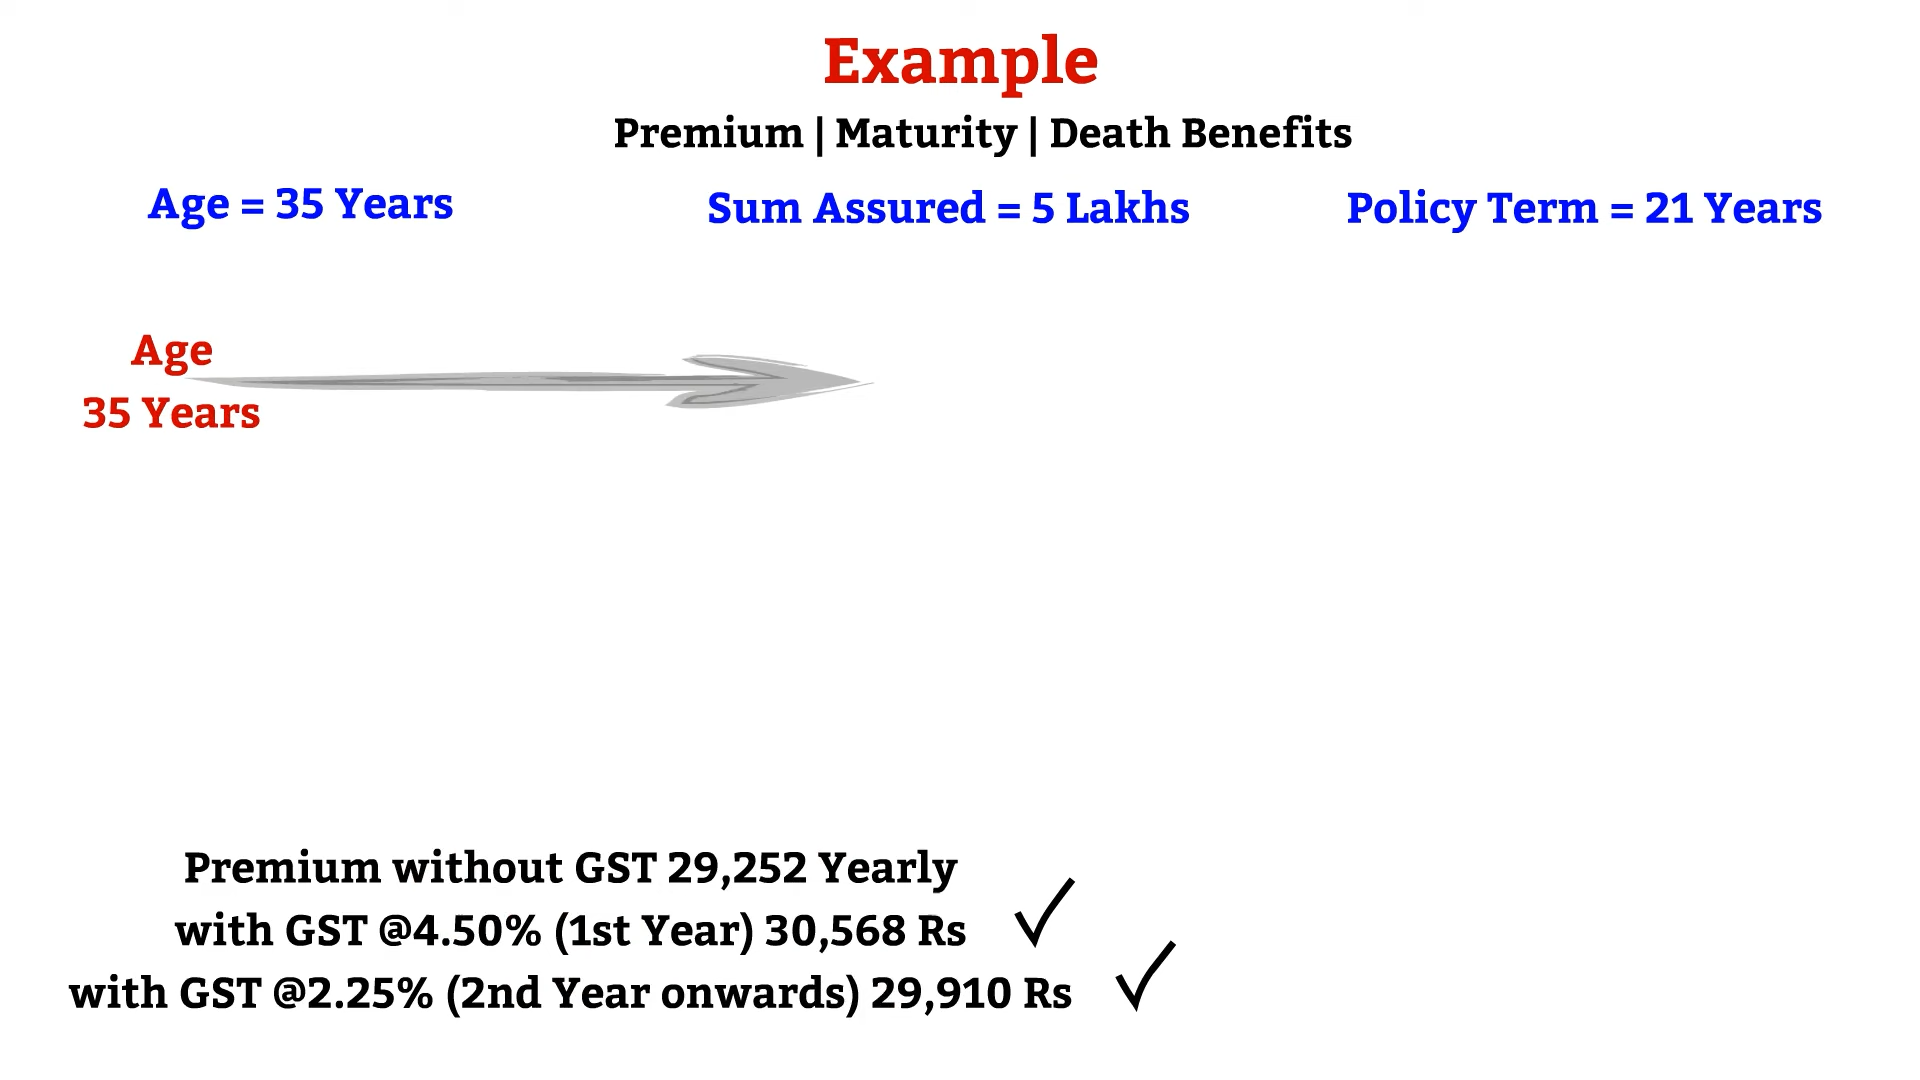 Example
Premium | Maturity | Death Benefits
Age = 35 Years
Sum Assured = 5 Lakhs
Policy Term = 21 Years
Age
35 Years
Premium without GST 29,252 Yearly
with GST @4.50% (1st Year) 30,568 Rs
with GST @2.25% (2nd Year onwards) 29,910 Rs